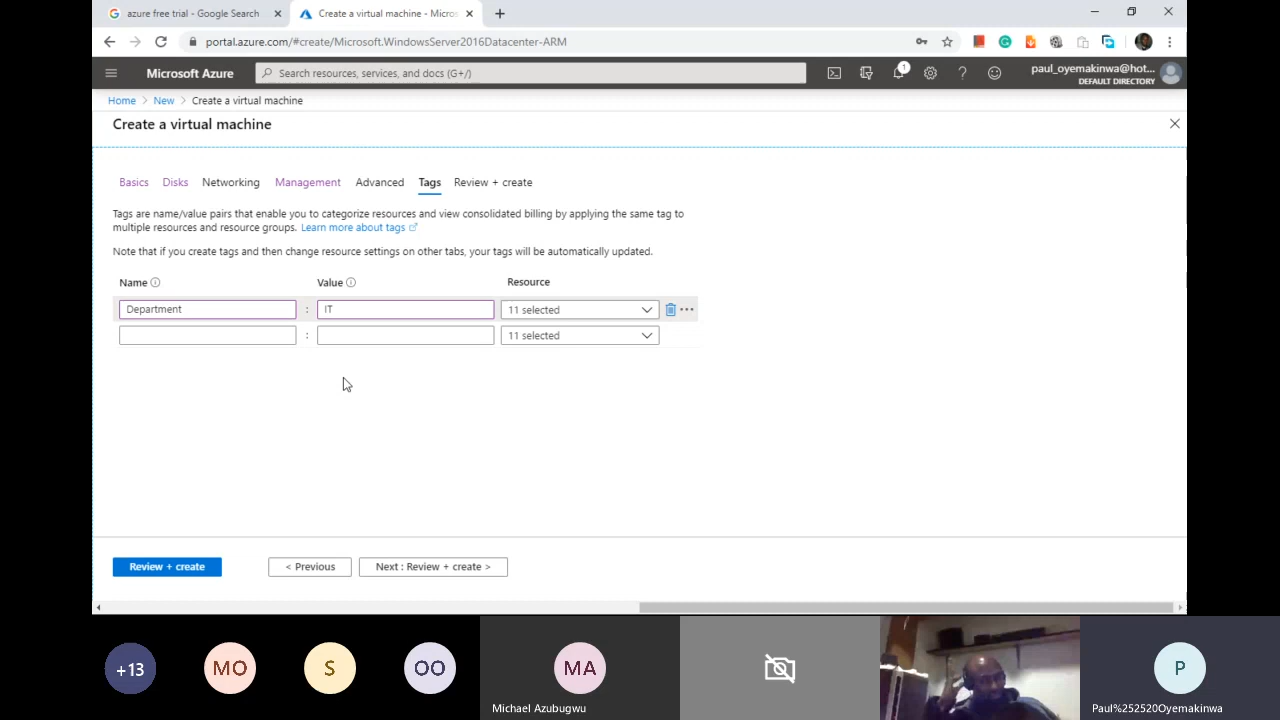 azure free trial - Google Search
Create a virtual machine - Micros
portal.azure.com/#create/Microsoft.WindowsServer2016Datacenter-ARM
Microsoft Azure
Search resources, services, and docs (G+/)
1
paul_oyemakinwa@hot...
DEFAULT DIRECTORY
Home > New > Create a virtual machine
Create a virtual machine
Basics Disks Networking Management Advanced Tags Review + create
Tags are name/value pairs that enable you to categorize resources and view consolidated billing by applying the same tag to
multiple resources and resource groups. Learn more about tags
Note that if you create tags and then change resource settings on other tabs, your tags will be automatically updated.
Name Value Resource
Department : IT 11 selected
: 11 selected
Review + create < Previous Next : Review + create >
+13 MO S OO MA P
Michael Azubugwu Paul%252520Oyemakinwa